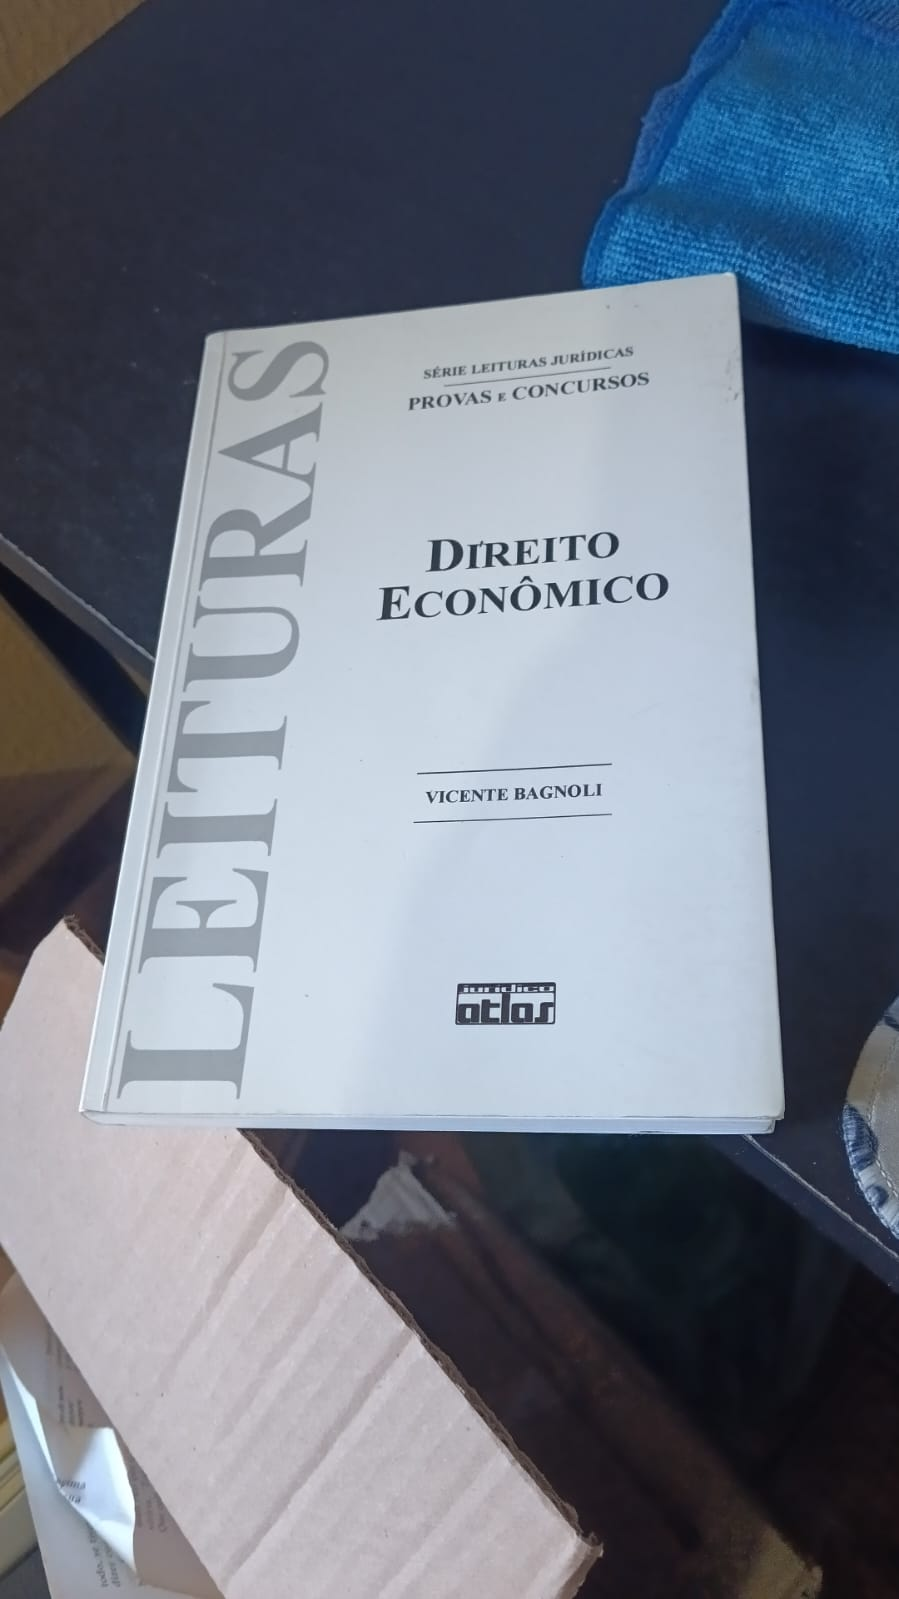 LEITURAS
SÉRIE LEITURAS JURÍDICAS
PROVAS E CONCURSOS
DIREITO
ECONÔMICO
VICENTE BAGNOLI
jurídico
atlas